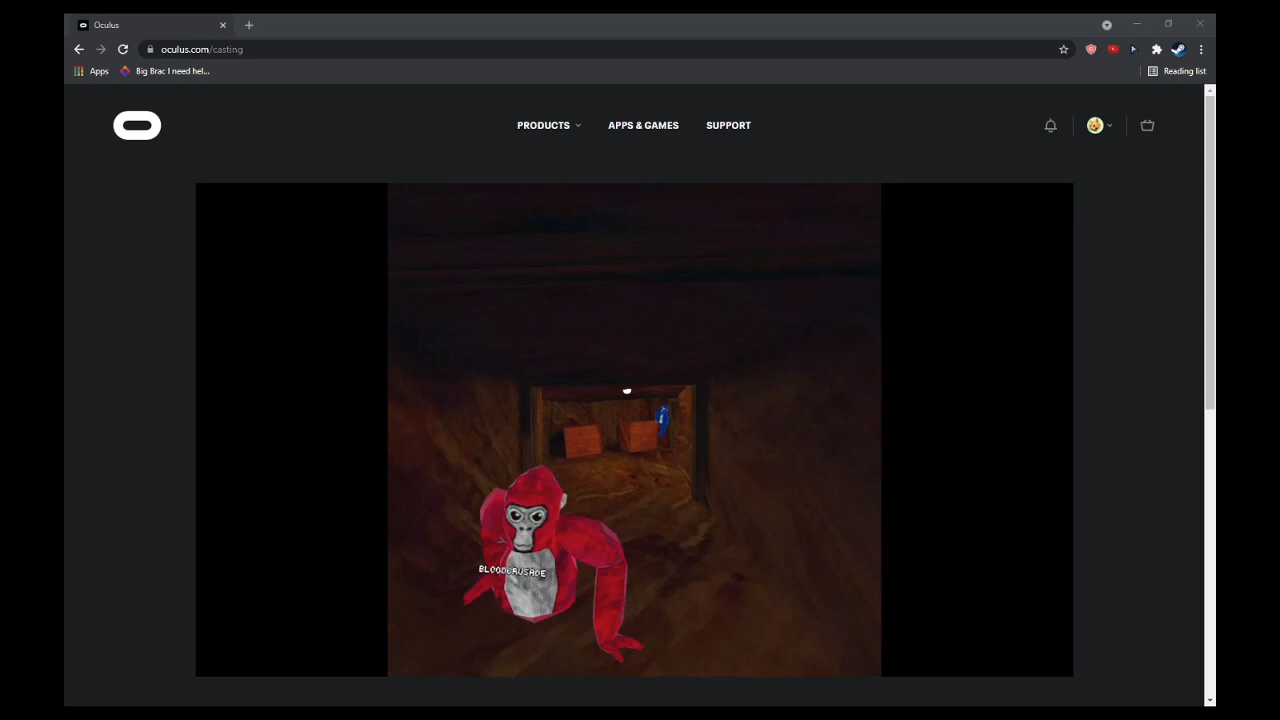 Oculus
oculus.com/casting
Apps
Big Brac I need hel...
Reading list
PRODUCTS
APPS & GAMES
SUPPORT
BLOODCRUSADE